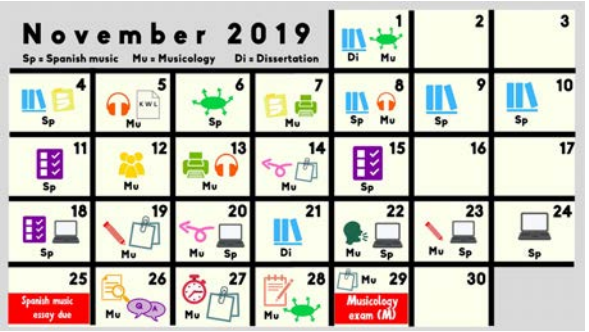 November 2019
Sp = Spanish music Mu = Musicology Di = Dissertation
1 2 3
Di Mu
4 5 6 7 8 9 10
KWL
Sp Mu Sp Mu Sp Mu Sp Sp
11 12 13 14 15 16 17
Sp Mu Mu Mu Sp
18 19 20 21 22 23 24
Sp Mu Mu Sp Di Mu Sp Mu Sp Sp
25 26 27 28 Mu 29 30
Spanish music
essay due
Q A
Mu Mu Mu
Musicology
exam (M)